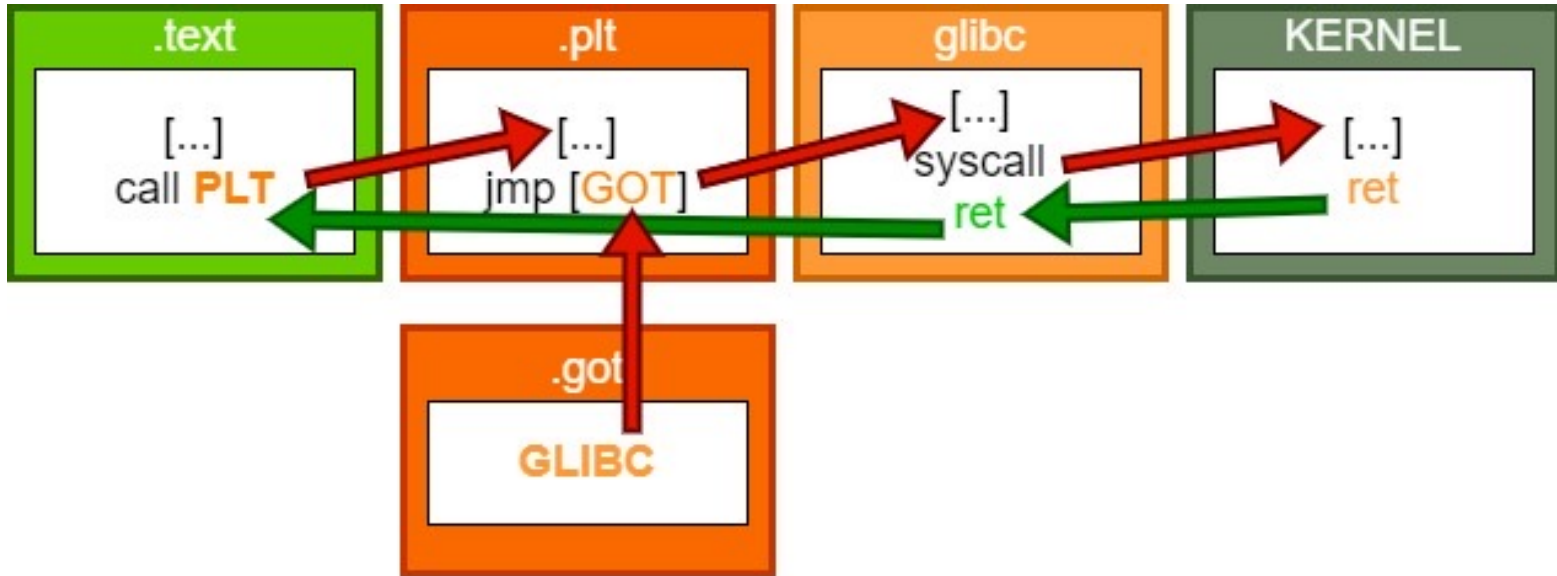 .text
[...]
call PLT
.plt
[...]
jmp [GOT]
glibc
[...]
syscall
ret
KERNEL
[...]
ret
.got
GLIBC